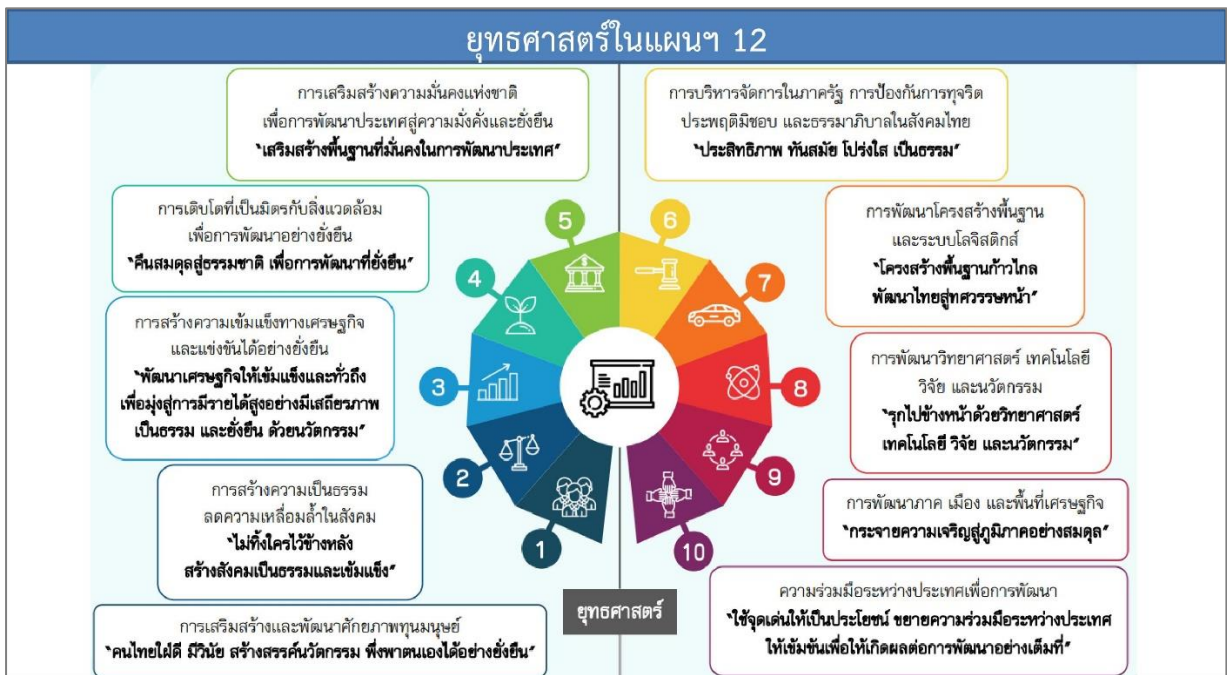 ยุทธศาสตร์ในแผนฯ 12
การเสริมสร้างความมั่นคงแห่งชาติ
เพื่อการพัฒนาประเทศสู่ความมั่งคั่งและยั่งยืน
"เสริมสร้างพื้นฐานที่มั่นคงในการพัฒนาประเทศ"
การบริหารจัดการในภาครัฐ การป้องกันการทุจริต
ประพฤติมิชอบ และธรรมาภิบาลในสังคมไทย
"ประสิทธิภาพ ทันสมัย โปร่งใส เป็นธรรม"
การเติบโตที่เป็นมิตรกับสิ่งแวดล้อม
เพื่อการพัฒนาอย่างยั่งยืน
"คืนสมดุลสู่ธรรมชาติ เพื่อการพัฒนาที่ยั่งยืน"
การพัฒนาโครงสร้างพื้นฐาน
และระบบโลจิสติกส์
"โครงสร้างพื้นฐานก้าวไกล
พัฒนาไทยสู่ทศวรรษหน้า"
การสร้างความเข้มแข็งทางเศรษฐกิจ
และแข่งขันได้อย่างยั่งยืน
"พัฒนาเศรษฐกิจให้เข้มแข็งและทั่วถึง
เพื่อมุ่งสู่การมีรายได้สูงอย่างมีเสถียรภาพ
เป็นธรรม และยั่งยืน ด้วยนวัตกรรม"
การพัฒนาวิทยาศาสตร์ เทคโนโลยี
วิจัย และนวัตกรรม
"รุกไปข้างหน้าด้วยวิทยาศาสตร์
เทคโนโลยี วิจัย และนวัตกรรม"
การสร้างความเป็นธรรม
ลดความเหลื่อมล้ำในสังคม
"ไม่ทิ้งใครไว้ข้างหลัง
สร้างสังคมเป็นธรรมและเข้มแข็ง"
การพัฒนาภาค เมือง และพื้นที่เศรษฐกิจ
"กระจายความเจริญสู่ภูมิภาคอย่างสมดุล"
การเสริมสร้างและพัฒนาศักยภาพทุนมนุษย์
"คนไทยใฝ่ดี มีวินัย สร้างสรรค์นวัตกรรม พึ่งพาตนเองได้อย่างยั่งยืน"
ความร่วมมือระหว่างประเทศเพื่อการพัฒนา
"ใช้จุดเด่นให้เป็นประโยชน์ ขยายความร่วมมือระหว่างประเทศ
ให้เข้มข้นเพื่อให้เกิดผลต่อการพัฒนาอย่างเต็มที่"
5
6
4
7
3
8
2
9
1
10
ยุทธศาสตร์